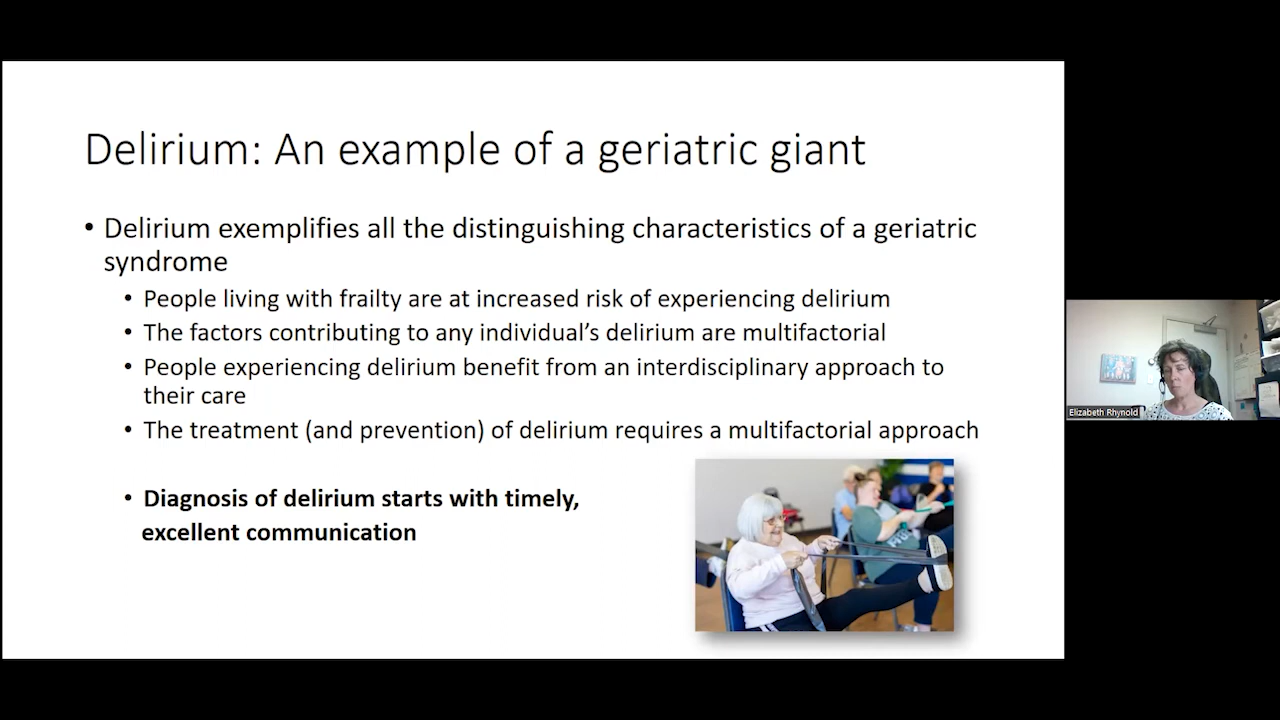 Delirium: An example of a geriatric giant
• Delirium exemplifies all the distinguishing characteristics of a geriatric
syndrome
• People living with frailty are at increased risk of experiencing delirium
• The factors contributing to any individual's delirium are multifactorial
• People experiencing delirium benefit from an interdisciplinary approach to
their care
• The treatment (and prevention) of delirium requires a multifactorial approach
• Diagnosis of delirium starts with timely,
excellent communication
Elizabeth Rhynold